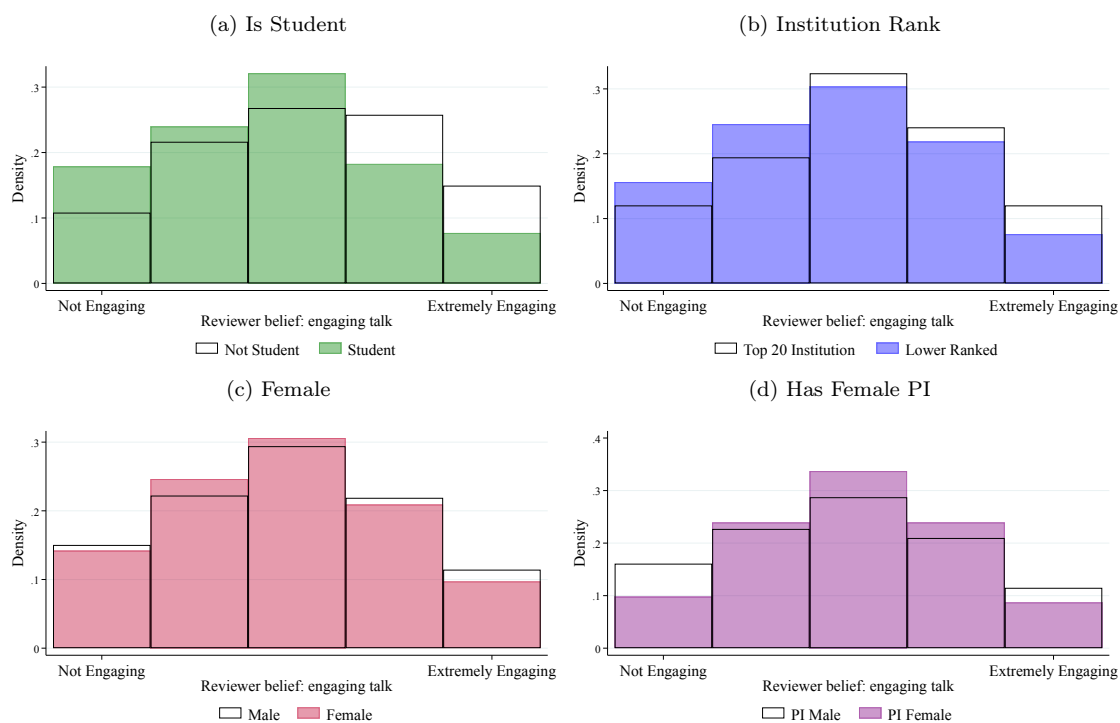 (a) Is Student
.3
.2
.1
0
Density
Not Engaging
Extremely Engaging
Reviewer belief: engaging talk
Not Student
Student
(b) Institution Rank
.3
.2
.1
0
Density
Not Engaging
Extremely Engaging
Reviewer belief: engaging talk
Top 20 Institution
Lower Ranked
(c) Female
.3
.2
.1
0
Density
Not Engaging
Extremely Engaging
Reviewer belief: engaging talk
Male
Female
(d) Has Female PI
.4
.3
.2
.1
0
Density
Not Engaging
Extremely Engaging
Reviewer belief: engaging talk
PI Male
PI Female